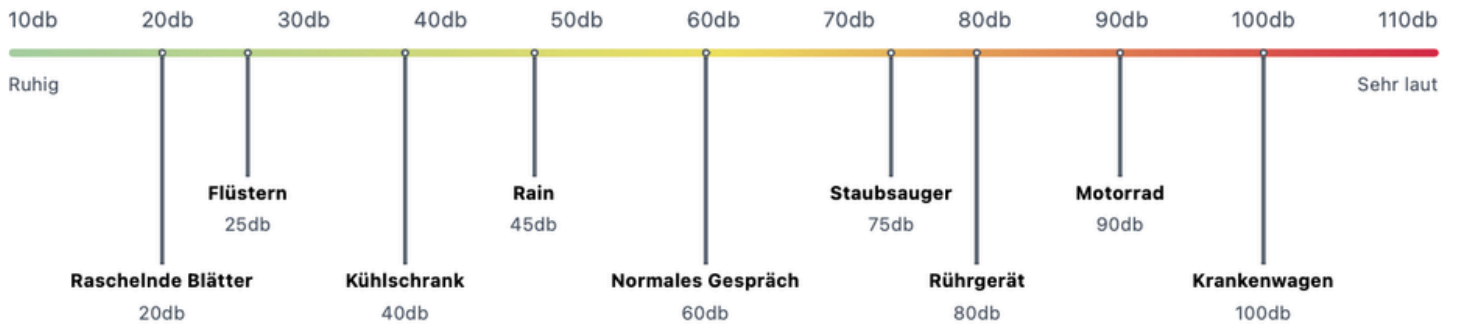 10db 20db 30db 40db 50db 60db 70db 80db 90db 100db 110db
Ruhig Sehr laut
Flüstern Rain Staubsauger Motorrad
25db 45db 75db 90db
Raschelnde Blätter Kühlschrank Normales Gespräch Rührgerät Krankenwagen
20db 40db 60db 80db 100db